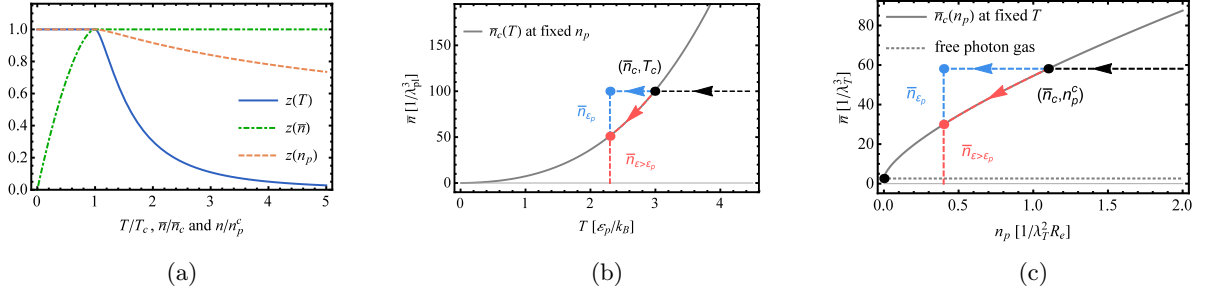 1.0
0.8
0.6
0.4
0.2
0.0
0 1 2 3 4 5
z(T)
z(n̄)
z(n_p)
T/T_c , n̄/n̄_c and n/n_p^c
(a)
n̄ [1/λ_pl^3]
150
100
50
0
0 1 2 3 4
n̄_c(T) at fixed n_p
(n̄_c,T_c)
n̄_{ε_p}
n̄_{ε>ε_p}
T [ε_p/k_B]
(b)
n̄ [1/λ_T^3]
80
60
40
20
0
0.0 0.5 1.0 1.5 2.0
n̄_c(n_p) at fixed T
free photon gas
(n̄_c,n_p^c)
n̄_{ε_p}
n̄_{ε>ε_p}
n_p [1/λ_T^2 R_e]
(c)